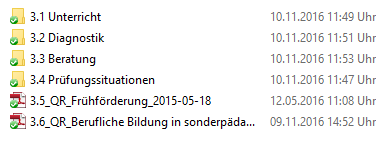 3.1 Unterricht 10.11.2016 11:49 Uhr
3.2 Diagnostik 10.11.2016 11:51 Uhr
3.3 Beratung 10.11.2016 11:53 Uhr
3.4 Prüfungssituationen 10.11.2016 11:47 Uhr
3.5_QR_Frühförderung_2015-05-18 12.05.2016 11:08 Uhr
3.6_QR_Berufliche Bildung in sonderpäda... 09.11.2016 14:52 Uhr